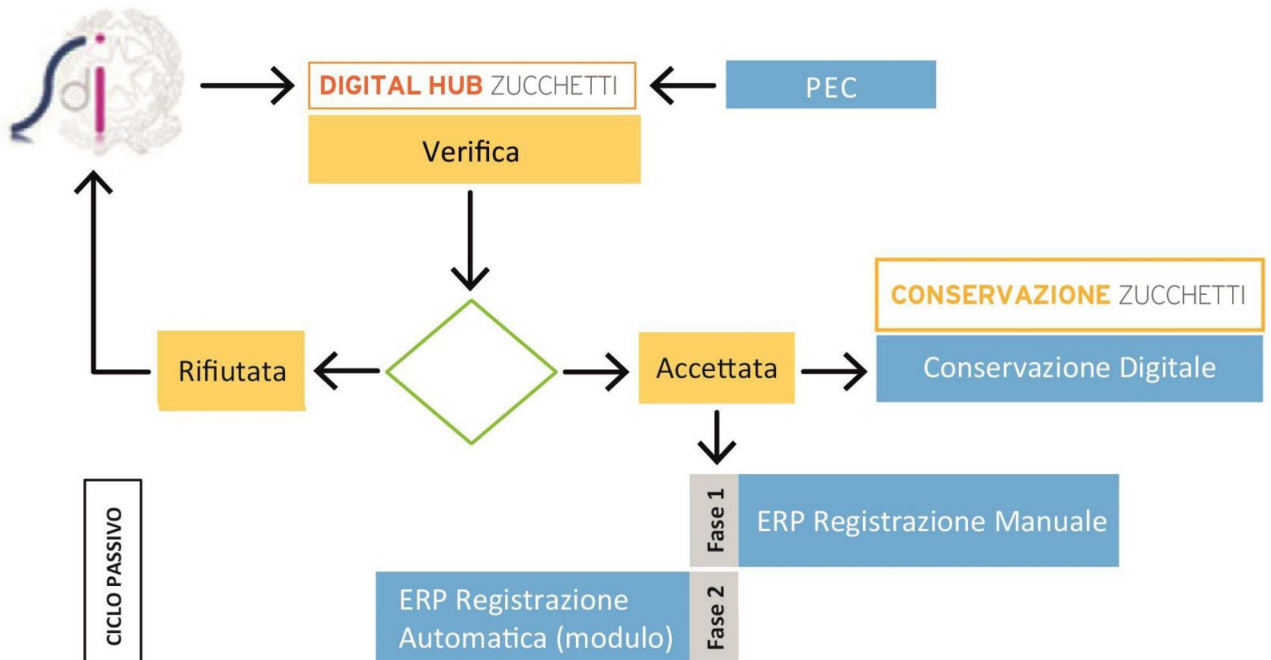 Sdi
DIGITAL HUB ZUCCHETTI
PEC
Verifica
CONSERVAZIONE ZUCCHETTI
Rifiutata
Accettata
Conservazione Digitale
CICLO PASSIVO
Fase 1
ERP Registrazione Manuale
ERP Registrazione
Automatica (modulo)
Fase 2